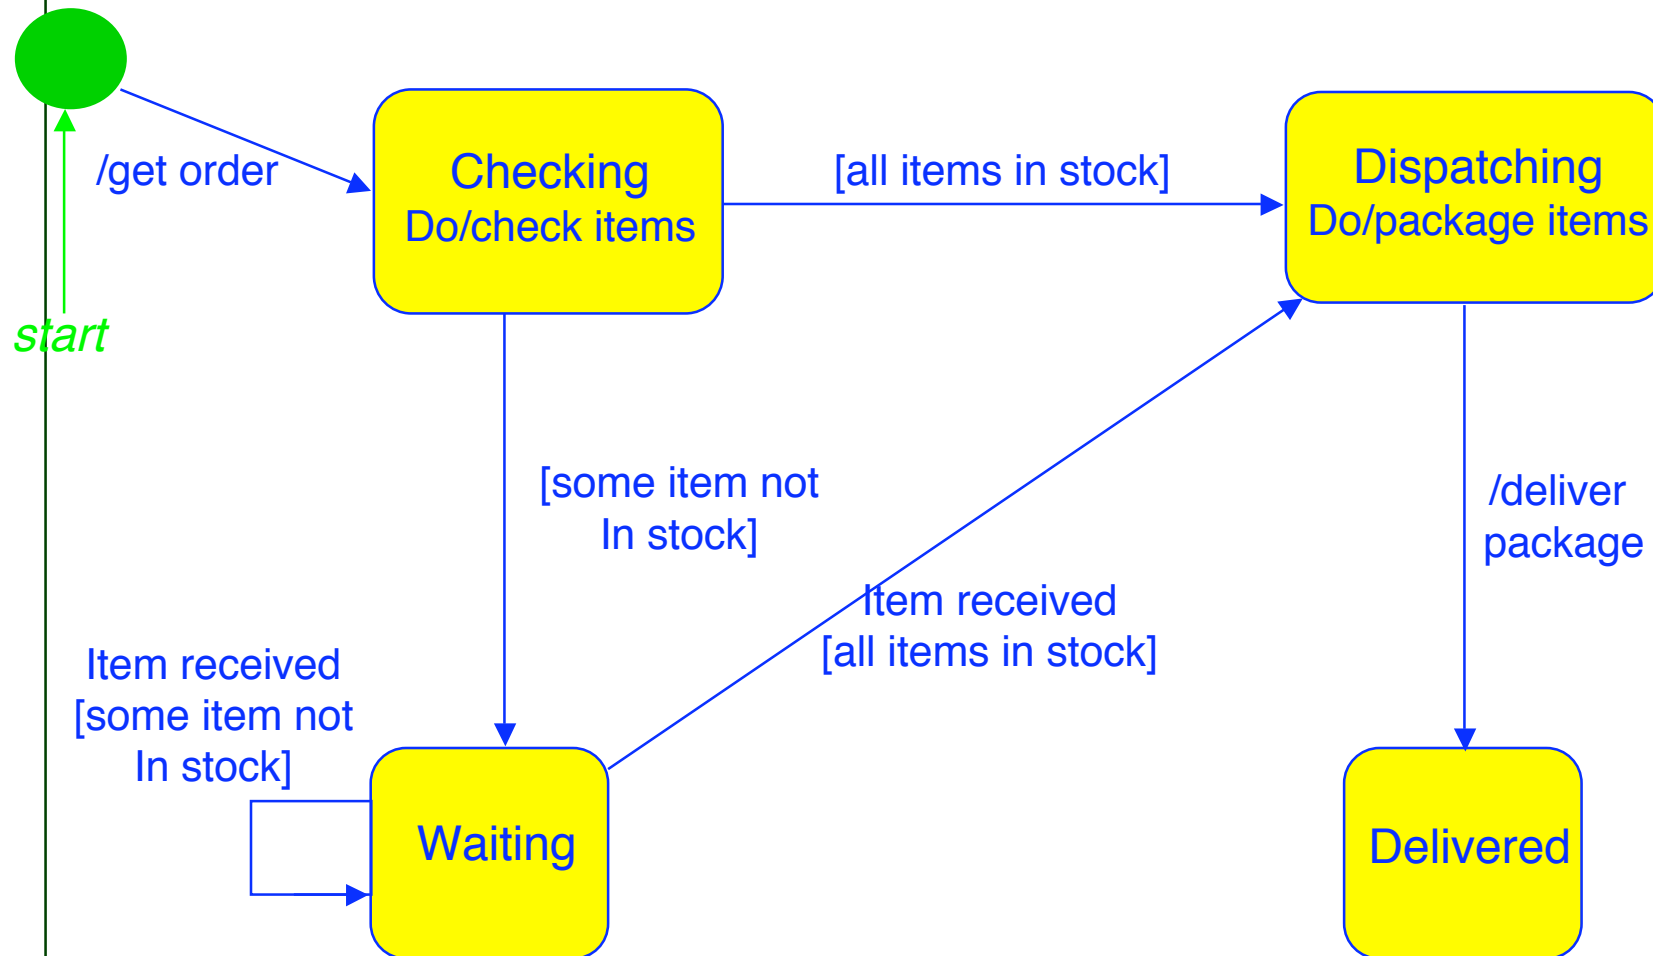 /get order
Checking
Do/check items
[all items in stock]
Dispatching
Do/package items
start
[some item not
In stock]
/deliver
package
Item received
[all items in stock]
Item received
[some item not
In stock]
Waiting
Delivered